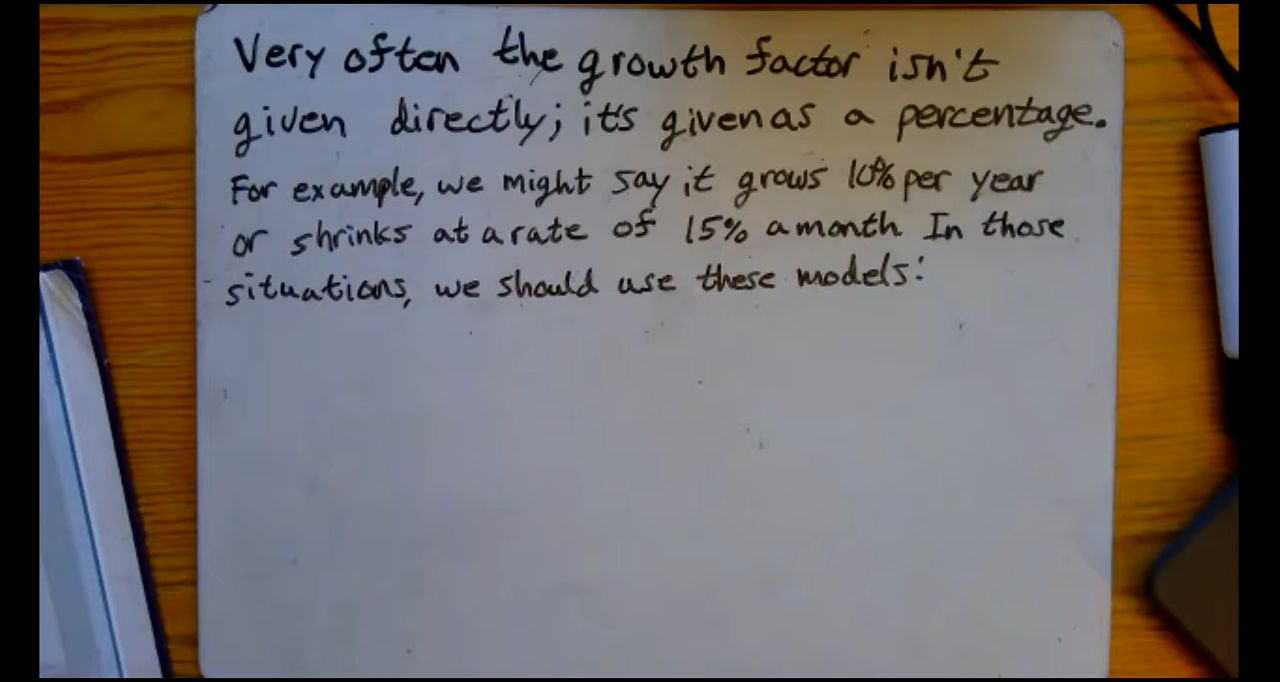 Very often the growth factor isn't
given directly; it's given as a percentage.
For example, we might say it grows 10% per year
or shrinks at a rate of 15% a month. In those
situations, we should use these models: